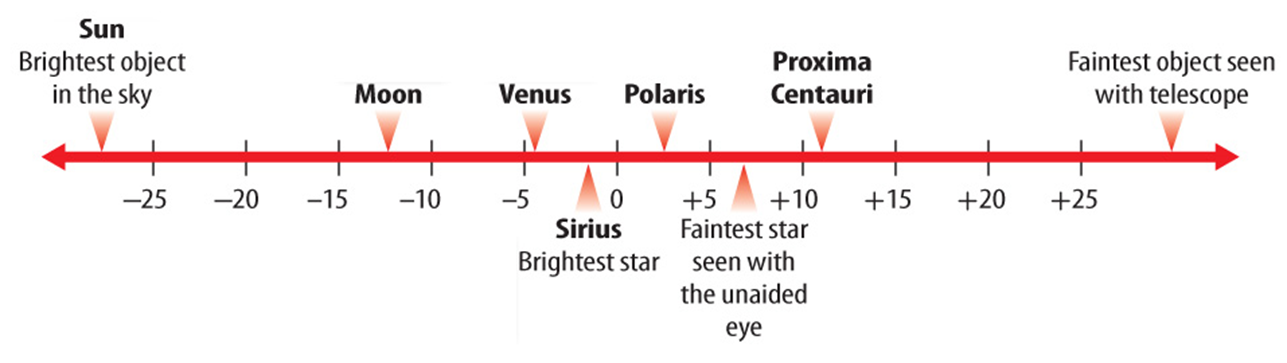 Sun
Brightest object
in the sky
Moon
Venus
Polaris
Proxima
Centauri
Faintest object seen
with telescope
–25 –20 –15 –10 –5 0 +5 +10 +15 +20 +25
Sirius
Brightest star
Faintest star
seen with
the unaided
eye